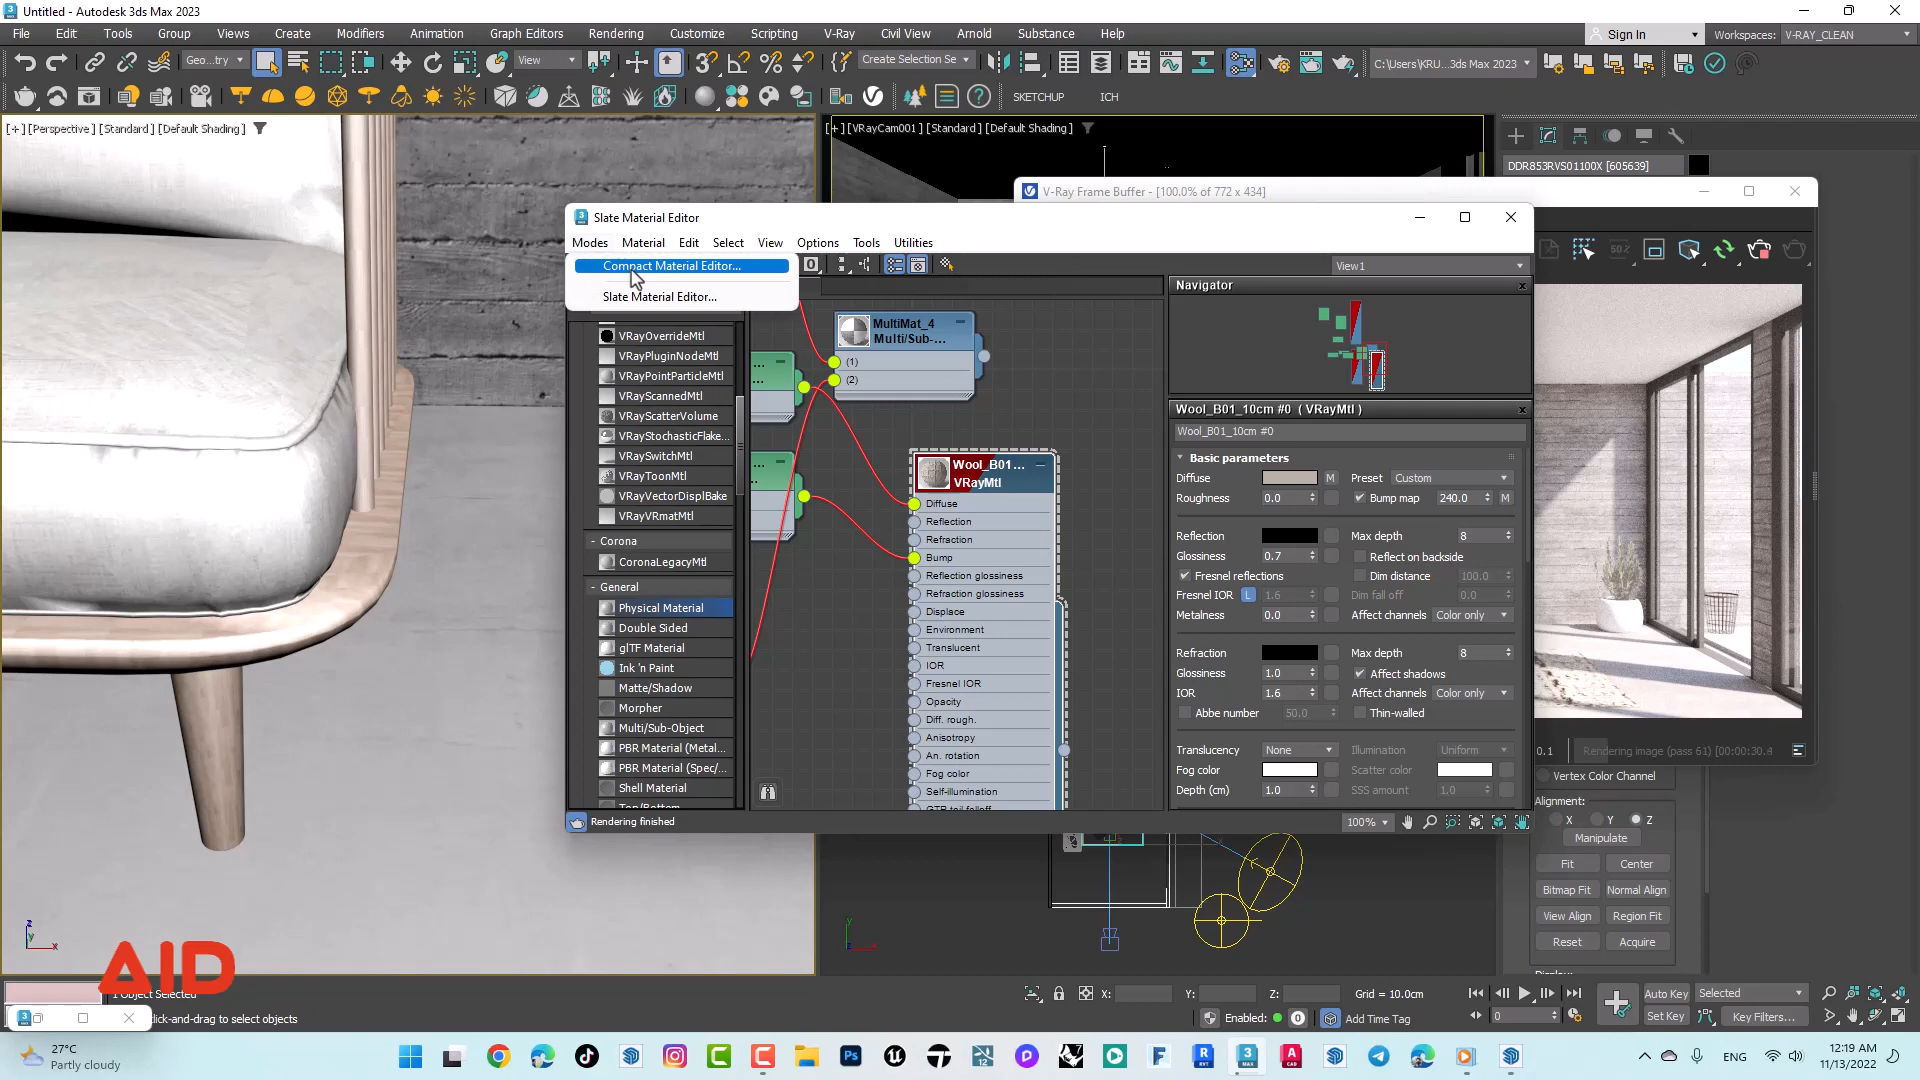 Untitled - Autodesk 3ds Max 2023
File Edit Tools Group Views Create Modifiers Animation Graph Editors Rendering Customize Scripting V-Ray Civil View Arnold Substance Help
Sign In
Workspaces: V-RAY_CLEAN
Geo...try
View
Create Selection Se
C:\Users\KRU...3ds Max 2023
SKETCHUP ICH
[+] [Perspective] [Standard] [Default Shading]
[+] [VRayCam001] [Standard] [Default Shading]
DDR853RVS01100X [605639]
V-Ray Frame Buffer - [100.0% of 772 x 434]
Slate Material Editor
Modes Material Edit Select View Options Tools Utilities
Compact Material Editor...
Slate Material Editor...
View1
Navigator
VRayOverrideMtl
VRayPluginNodeMtl
VRayPointParticleMtl
VRayScannedMtl
VRayScatterVolume
VRayStochasticFlake...
VRaySwitchMtl
VRayToonMtl
VRayVectorDisplBake
VRayVRmatMtl
- Corona
CoronaLegacyMtl
- General
Physical Material
Double Sided
glTF Material
Ink 'n Paint
Matte/Shadow
Morpher
Multi/Sub-Object
PBR Material (Metal...
PBR Material (Spec/...
Shell Material
Top/Bottom
MultiMat_4
Multi/Sub-...
(1)
(2)
Wool_B01...
VRayMtl
Diffuse
Reflection
Refraction
Bump
Reflection glossiness
Refraction glossiness
Displace
Environment
Translucent
IOR
Fresnel IOR
Opacity
Diff. rough.
Anisotropy
An. rotation
Fog color
Self-illumination
GTR tail falloff
Wool_B01_10cm #0 ( VRayMtl )
Wool_B01_10cm #0
Basic parameters
Diffuse M Preset Custom
Roughness 0.0 Bump map 240.0 M
Reflection Max depth 8
Glossiness 0.7 Reflect on backside
Fresnel reflections Dim distance 100.0
Fresnel IOR L 1.6 Dim fall off 0.0
Metalness 0.0 Affect channels Color only
Refraction Max depth 8
Glossiness 1.0 Affect shadows
IOR 1.6 Affect channels Color only
Abbe number 50.0 Thin-walled
Translucency None Illumination Uniform
Fog color Scatter color
Depth (cm) 1.0 SSS amount 1.0
Rendering finished
100%
0.1 Rendering image (pass 61) [00:00:30.4
Vertex Color Channel
Alignment:
X Y Z
Manipulate
Fit Center
Bitmap Fit Normal Align
View Align Region Fit
Reset Acquire
AID
1 Object Selected
click-and-drag to select objects
X: Y: Z: Grid = 10.0cm
Enabled: Add Time Tag
Auto Key Selected
Set Key Key Filters...
0
27°C
Partly cloudy
ENG
12:19 AM
11/13/2022